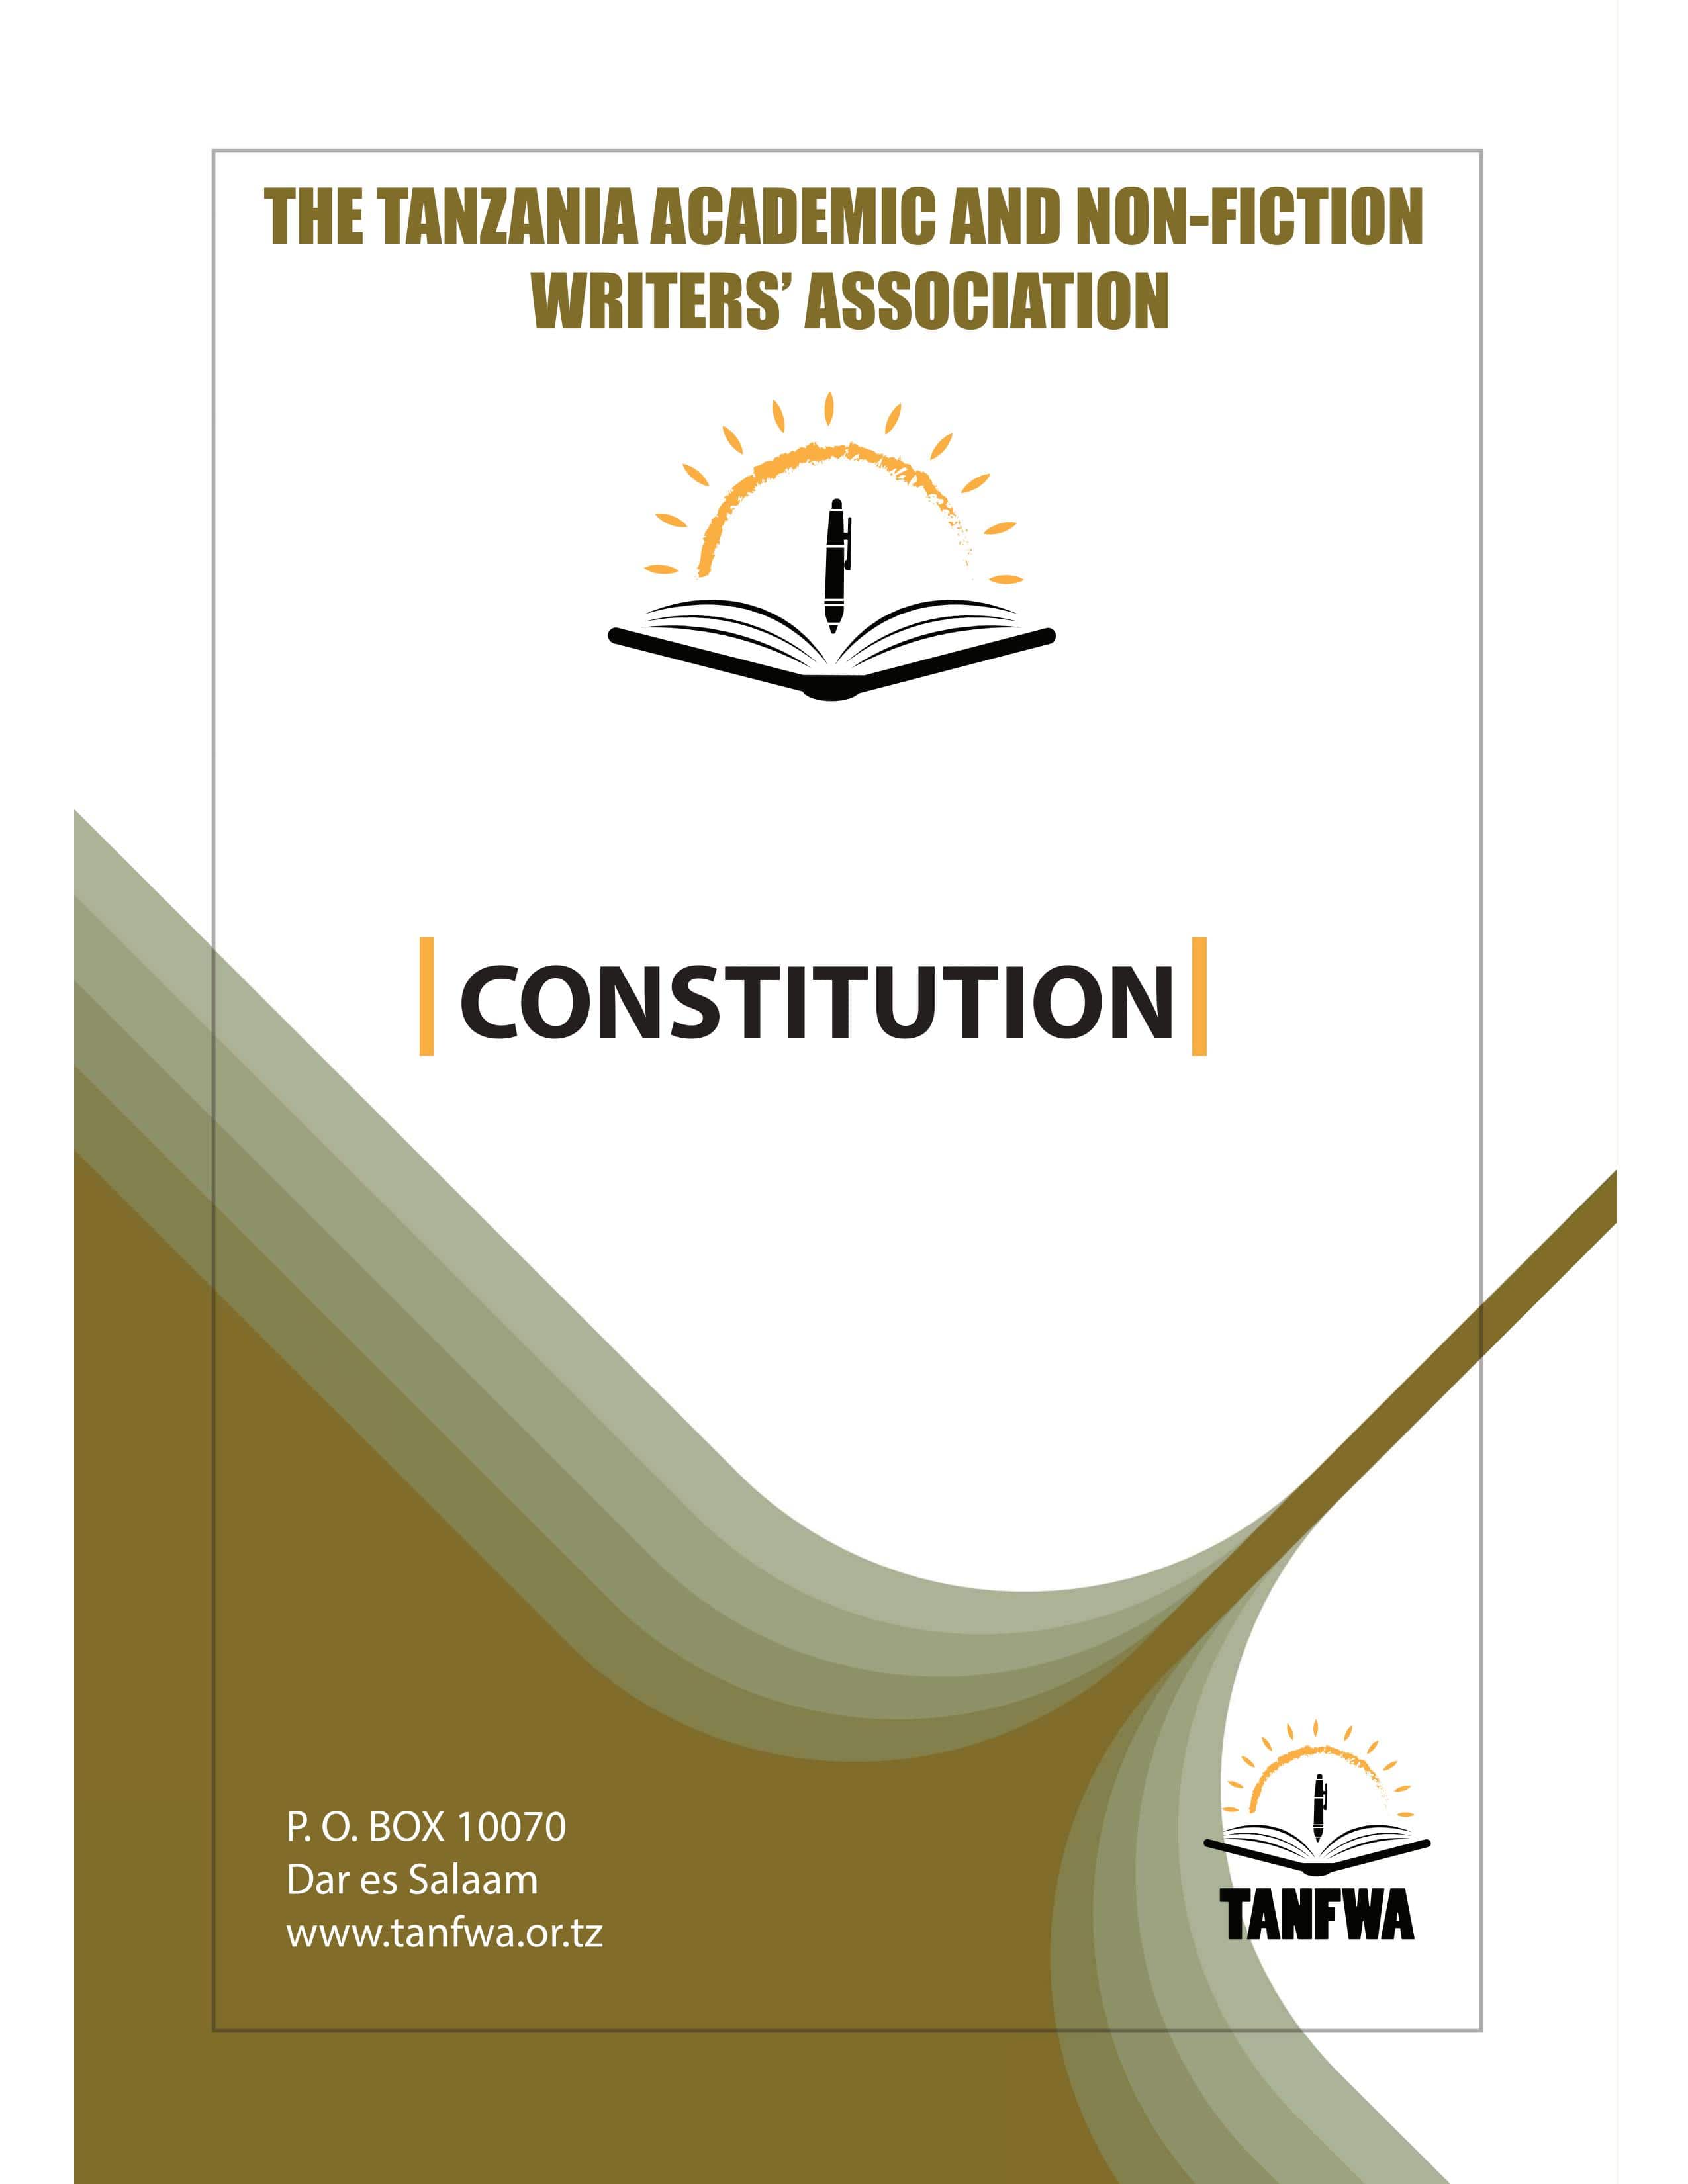 THE TANZANIA ACADEMIC AND NON-FICTION
WRITERS’ ASSOCIATION
CONSTITUTION
P. O. BOX 10070
Dar es Salaam
www.tanfwa.or.tz
TANFWA